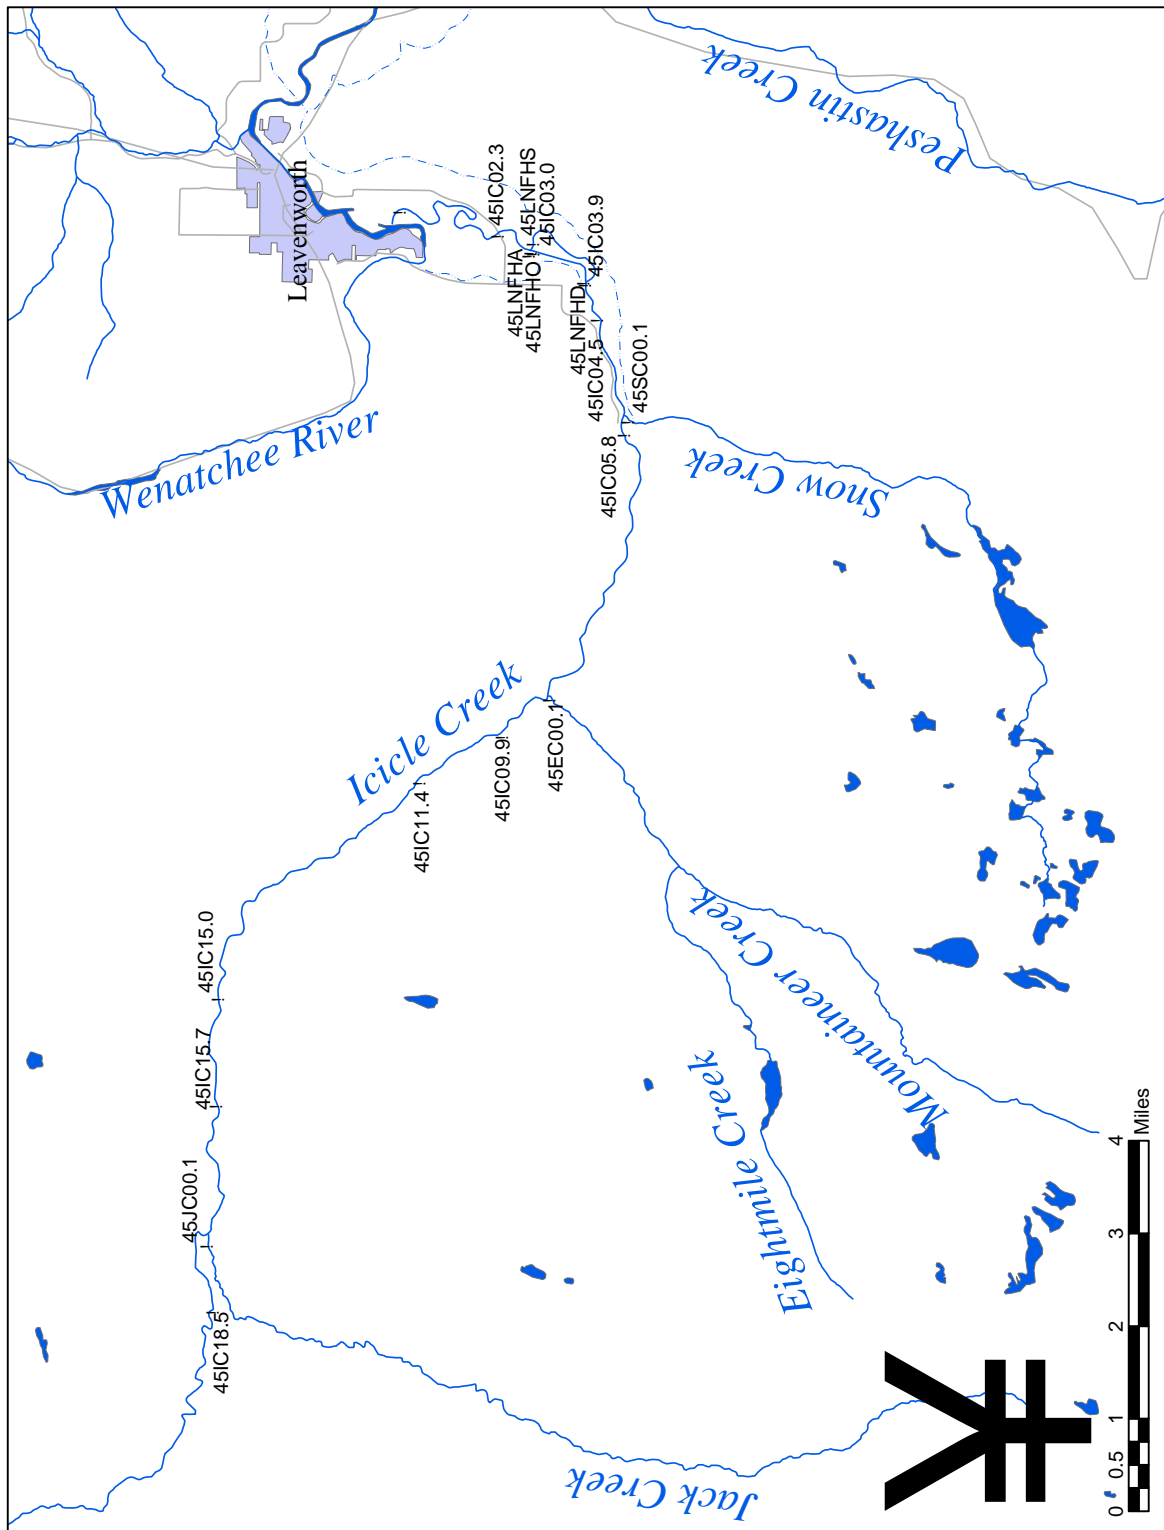 Peshastin Creek
Leavenworth
Wenatchee River
45IC02.3
45LNFHS
45IC03.0
45LNFHA
45LNFHO
45IC03.9
45LNFHD
45IC04.5
45SC00.1
45IC05.8
Snow Creek
Icicle Creek
45EC00.1
45IC09.9
45IC11.4
45IC15.0
45IC15.7
45JC00.1
45IC18.5
Mountaineer Creek
Eightmile Creek
Jack Creek
¥
0 0.5 1 2 3 4
Miles